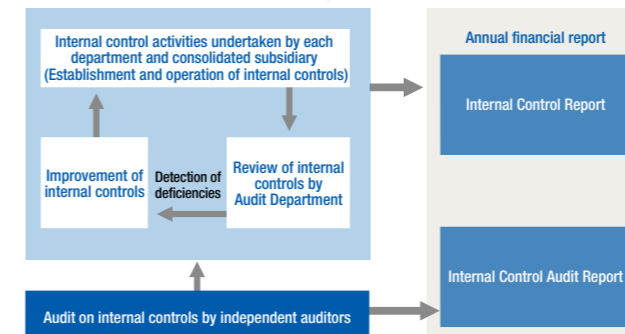 Internal control activities undertaken by each
department and consolidated subsidiary
(Establishment and operation of internal controls)
Improvement of
internal controls
Detection of
deficiencies
Review of internal
controls by
Audit Department
Audit on internal controls by independent auditors
Annual financial report
Internal Control Report
Internal Control Audit Report